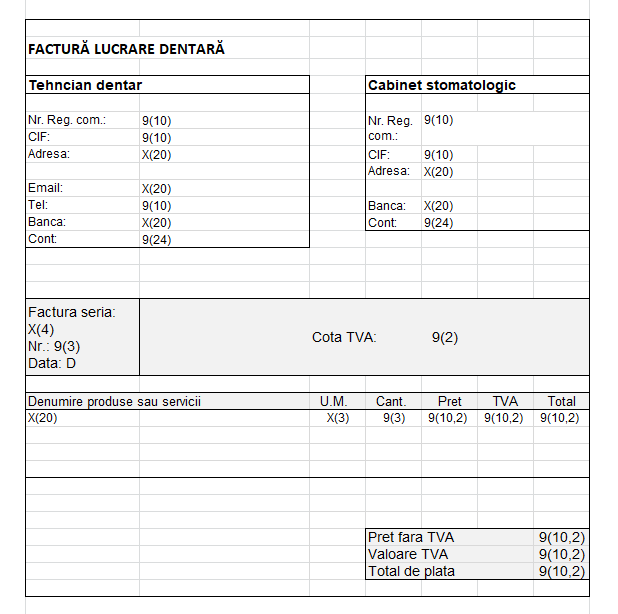 FACTURĂ LUCRARE DENTARĂ
Tehncian dentar
Nr. Reg. com.: 9(10)
CIF: 9(10)
Adresa: X(20)
Email: X(20)
Tel: 9(10)
Banca: X(20)
Cont: 9(24)
Cabinet stomatologic
Nr. Reg. 9(10)
com.:
CIF: 9(10)
Adresa: X(20)
Banca: X(20)
Cont: 9(24)
Factura seria:
X(4)
Nr.: 9(3)
Data: D
Cota TVA: 9(2)
Denumire produse sau servicii U.M. Cant. Pret TVA Total
X(20) X(3) 9(3) 9(10,2) 9(10,2) 9(10,2)
Pret fara TVA 9(10,2)
Valoare TVA 9(10,2)
Total de plata 9(10,2)